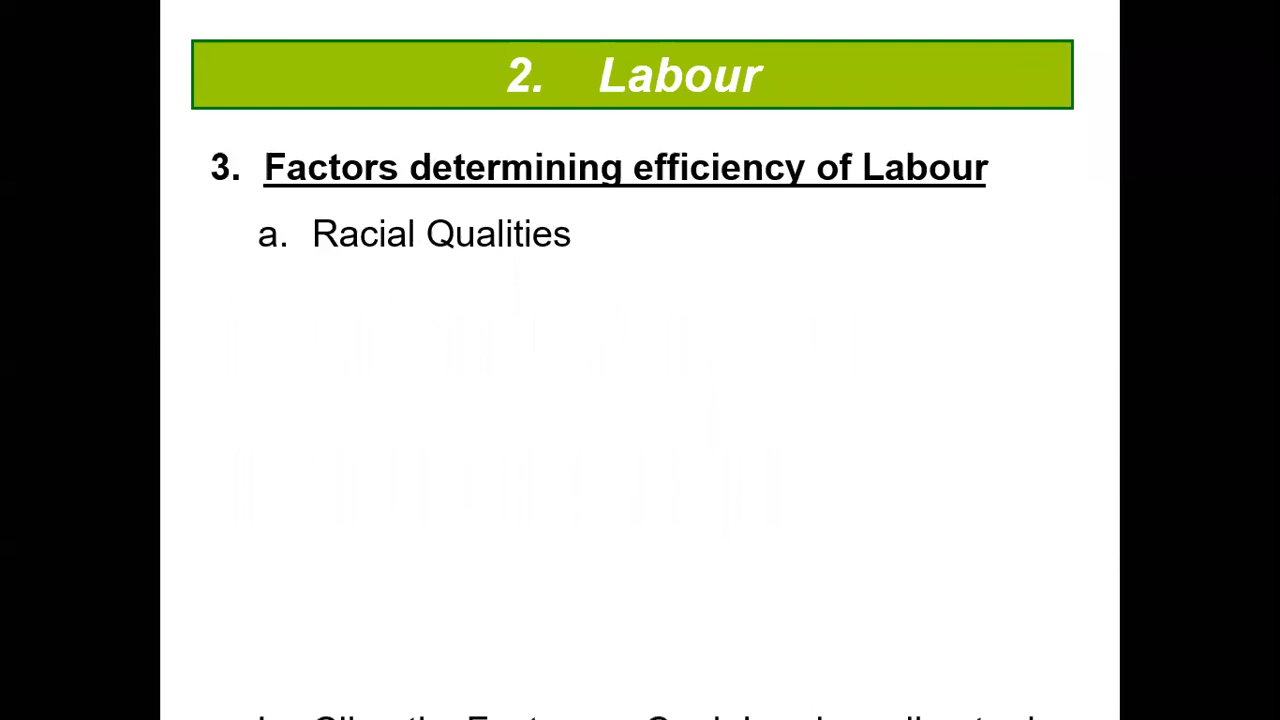 2. Labour
3. Factors determining efficiency of Labour
a. Racial Qualities